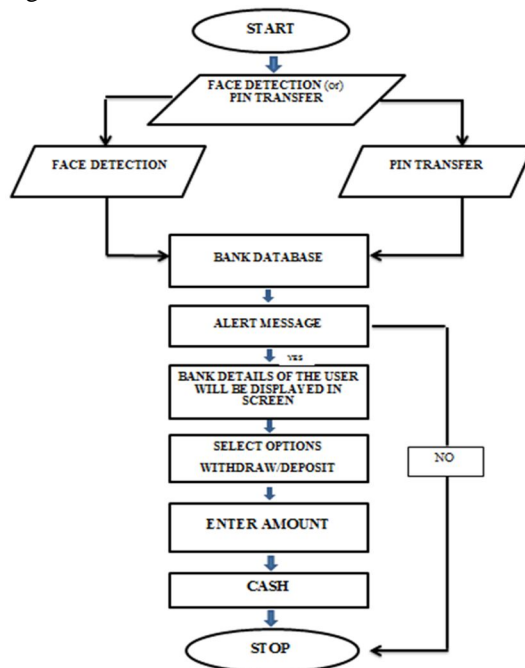 START
FACE DETECTION (or)
PIN TRANSFER
FACE DETECTION
PIN TRANSFER
BANK DATABASE
ALERT MESSAGE
YES
BANK DETAILS OF THE USER
WILL BE DISPLAYED IN
SCREEN
SELECT OPTIONS
WITHDRAW/DEPOSIT
NO
ENTER AMOUNT
CASH
STOP